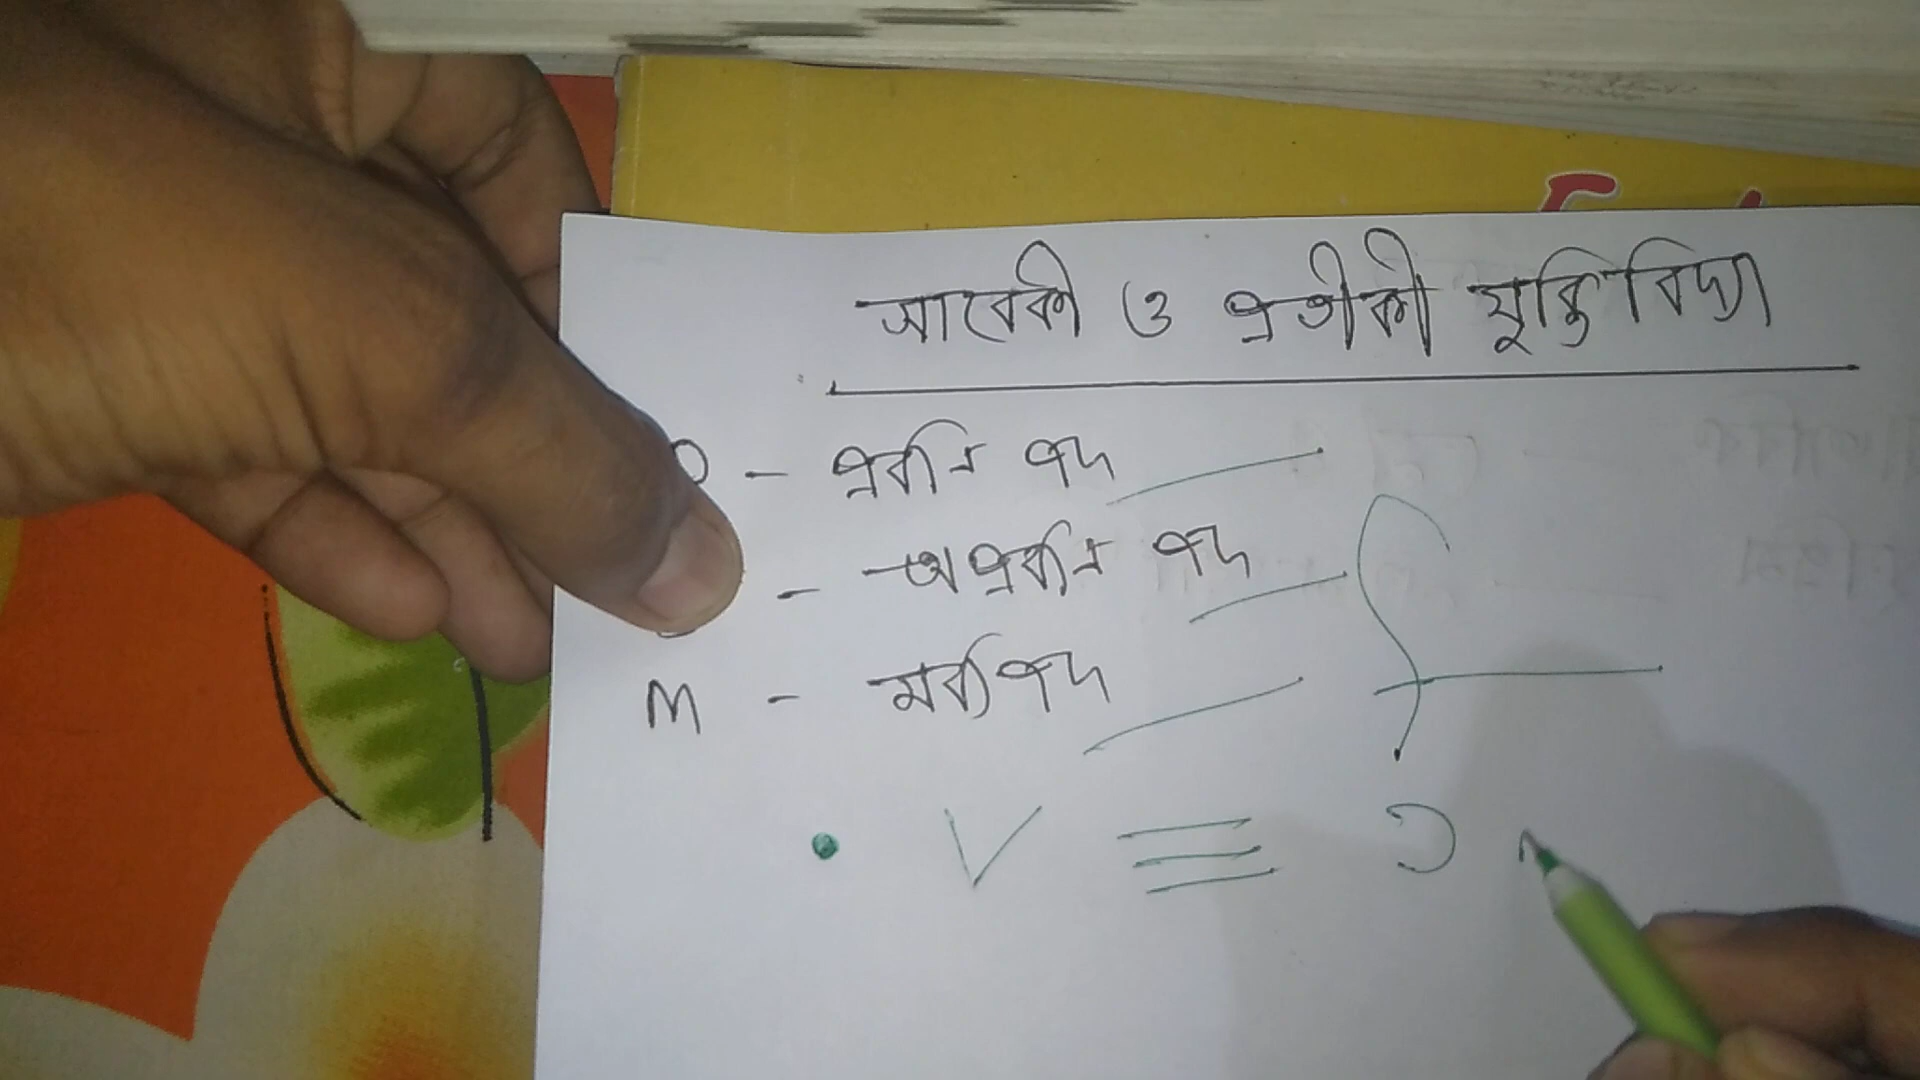 সাবেকী ও প্রতীকী যুক্তিবিদ্যা
P - প্রধান পদ
- অপ্রধান পদ
M - মধ্যপদ
• V ≡ ⊃